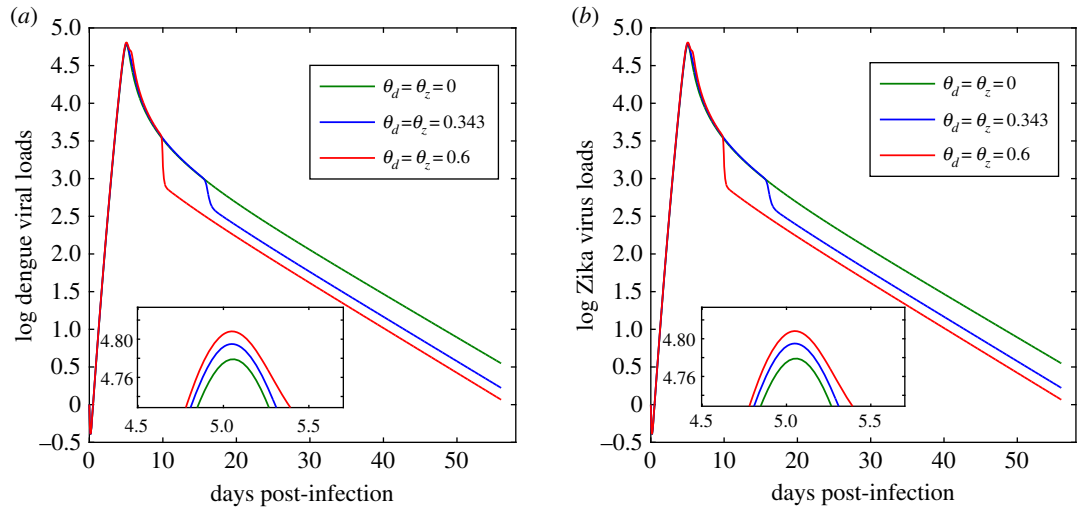 (a)
5.0
4.5
4.0
3.5
3.0
2.5
2.0
1.5
1.0
0.5
0
–0.5
log dengue viral loads
θd = θz = 0
θd = θz = 0.343
θd = θz = 0.6
4.80
4.76
4.5 5.0 5.5
0 10 20 30 40 50
days post-infection
(b)
5.0
4.5
4.0
3.5
3.0
2.5
2.0
1.5
1.0
0.5
0
–0.5
log Zika virus loads
θd = θz = 0
θd = θz = 0.343
θd = θz = 0.6
4.80
4.76
4.5 5.0 5.5
0 10 20 30 40 50
days post-infection